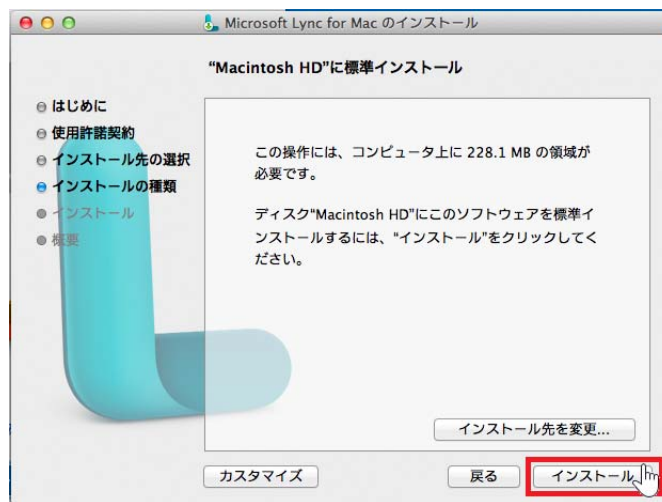 Microsoft Lync for Mac のインストール
“Macintosh HD”に標準インストール
はじめに
使用許諾契約
インストール先の選択
インストールの種類
インストール
概要
この操作には、コンピュータ上に 228.1 MB の領域が
必要です。
ディスク“Macintosh HD”にこのソフトウェアを標準イ
ンストールするには、“インストール”をクリックしてく
ださい。
インストール先を変更...
カスタマイズ
戻る
インストール